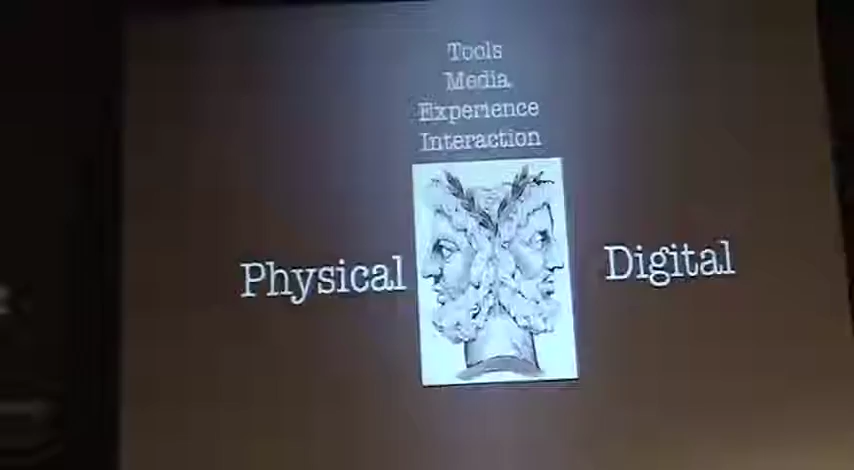 Tools
Media
Experience
Interaction
Physical
Digital